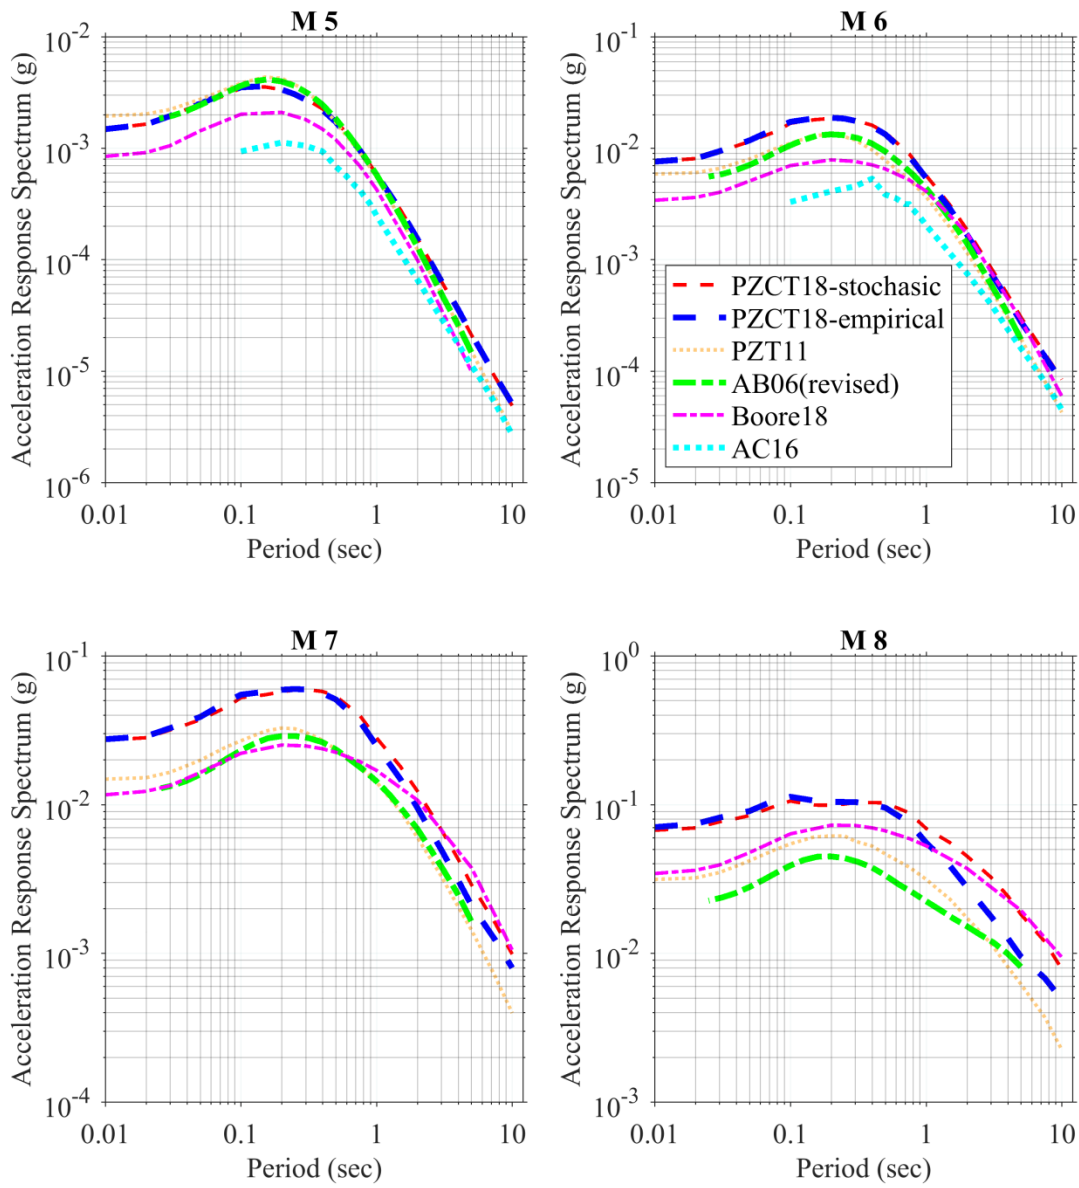 M 5
Acceleration Response Spectrum (g)
10-2
10-3
10-4
10-5
10-6
0.01 0.1 1 10
Period (sec)
M 6
Acceleration Response Spectrum (g)
10-1
10-2
10-3
10-4
10-5
PZCT18-stochasic
PZCT18-empirical
PZT11
AB06(revised)
Boore18
AC16
0.01 0.1 1 10
Period (sec)
M 7
Acceleration Response Spectrum (g)
10-1
10-2
10-3
10-4
0.01 0.1 1 10
Period (sec)
M 8
Acceleration Response Spectrum (g)
100
10-1
10-2
10-3
0.01 0.1 1 10
Period (sec)